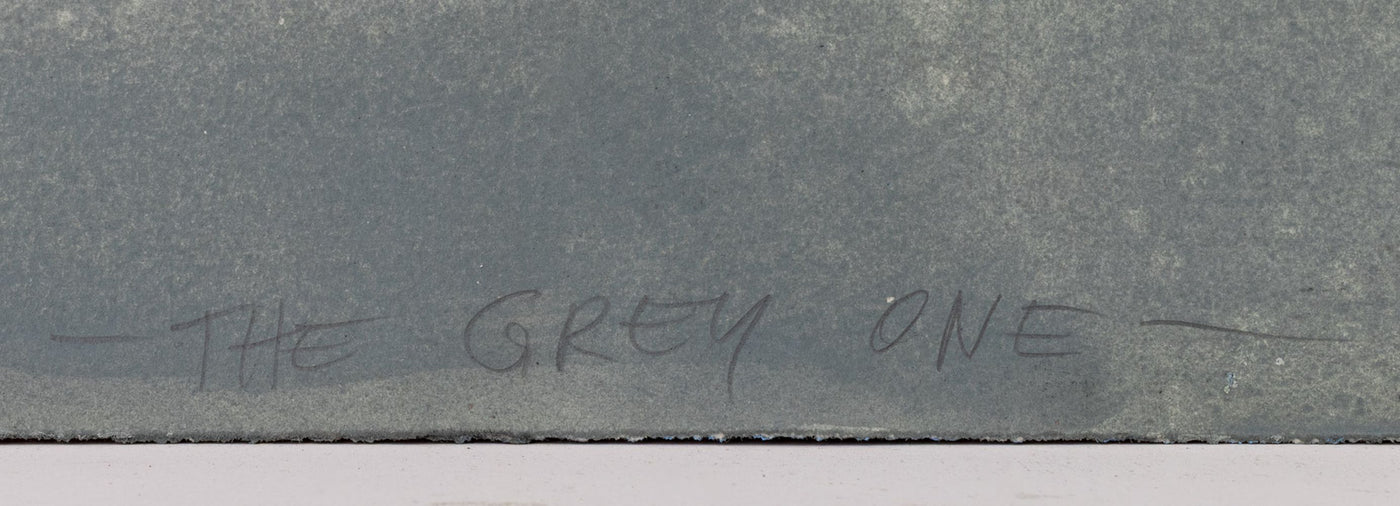 — THE GREY ONE —